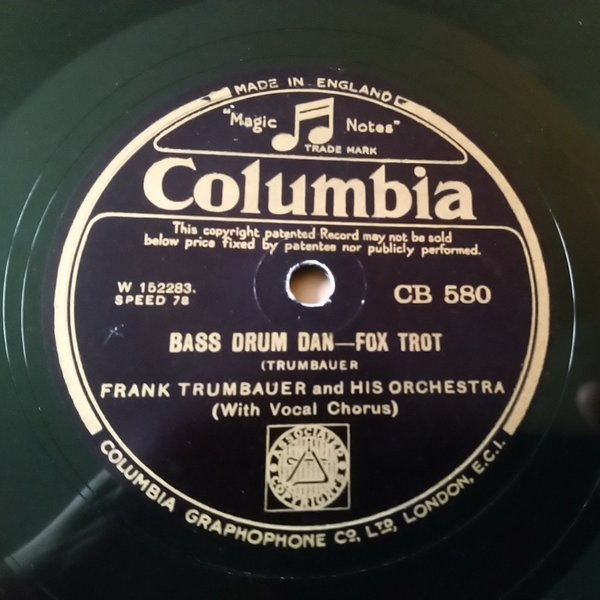 MADE IN ENGLAND
"Magic Notes"
TRADE MARK
Columbia
This copyright patented Record may not be sold
below price fixed by patentee nor publicly performed.
W 152283.
SPEED 78
CB 580
BASS DRUM DAN—FOX TROT
(TRUMBAUER
FRANK TRUMBAUER and HIS ORCHESTRA
(With Vocal Chorus)
ASSOCIATED
COPYRIGHTS
COLUMBIA GRAPHOPHONE CO, LTD, LONDON, E.C.1.